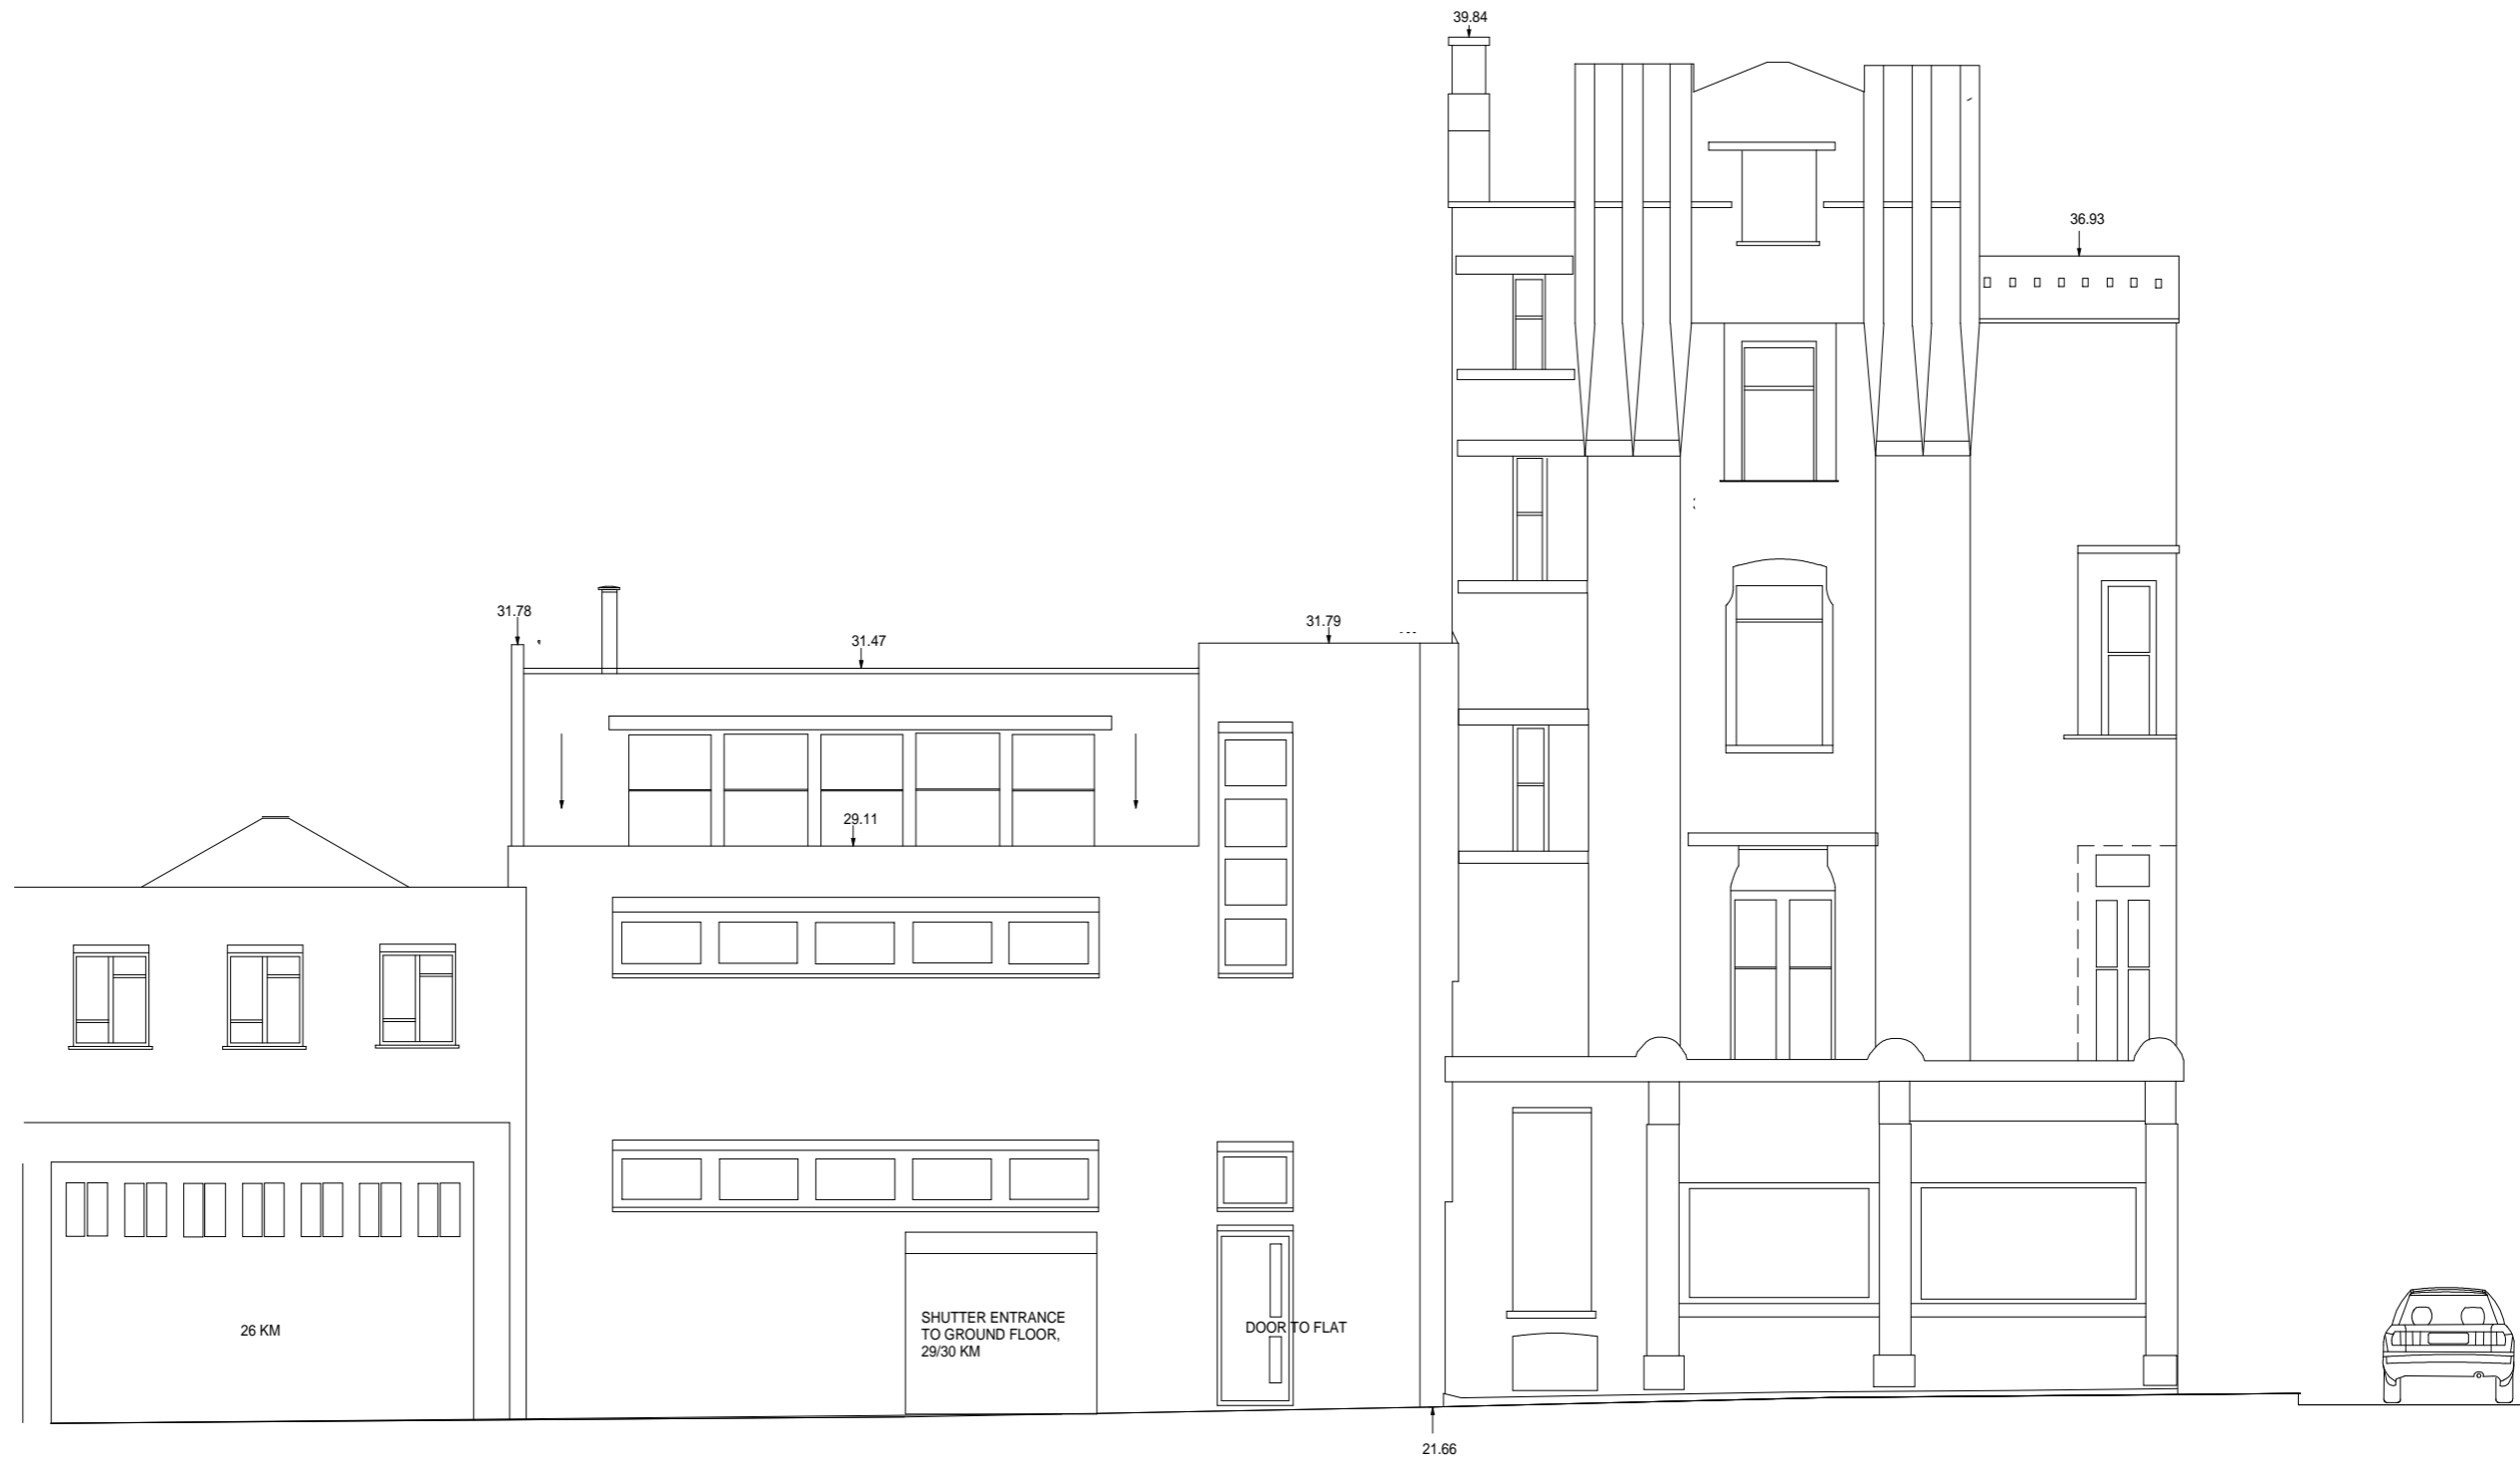 39.84
36.93
31.78
31.47
31.79
29.11
26 KM
SHUTTER ENTRANCE
TO GROUND FLOOR,
29/30 KM
DOOR TO FLAT
21.66